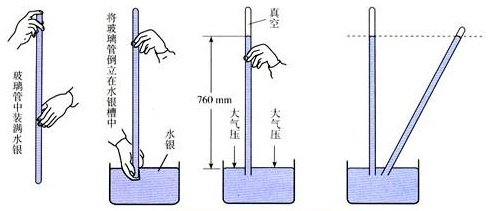 玻璃管中装满水银
将玻璃管倒立在水银槽中
水银
真空
760 mm
大气压
大气压